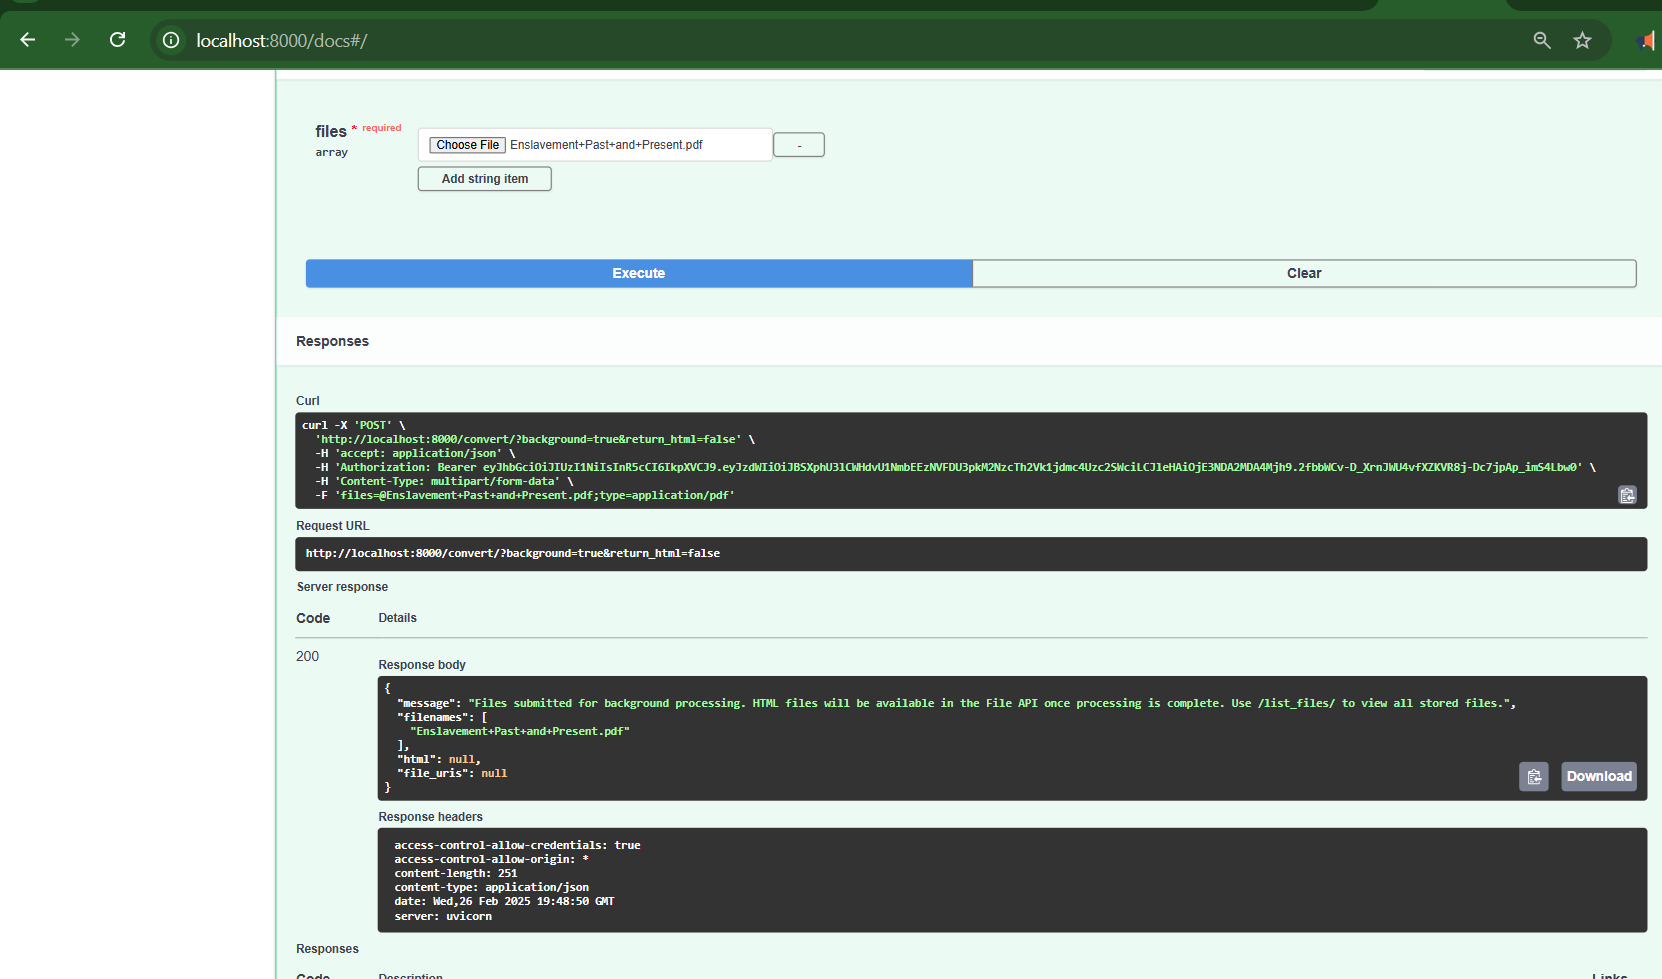 localhost:8000/docs#/
files * required
array
Choose File Enslavement+Past+and+Present.pdf
-
Add string item
Execute
Clear
Responses
Curl
curl -X 'POST' \
'http://localhost:8000/convert/?background=true&return_html=false' \
-H 'accept: application/json' \
-H 'Authorization: Bearer eyJhbGciOiJIUzI1NiIsInR5cCI6IkpXVCJ9.eyJzdWIiOiJBSXphU3lCWHdvU1NmbEEzNVFDU3pkM2NzcTh2Vk1jdmc4Uzc2SWciLCJleHAiOjE3NDA2MDA4Mjh9.2fbbWCv-D_XrnJWU4vfXZKVR8j-Dc7jpAp_imS4Lbw0' \
-H 'Content-Type: multipart/form-data' \
-F 'files=@Enslavement+Past+and+Present.pdf;type=application/pdf'
Request URL
http://localhost:8000/convert/?background=true&return_html=false
Server response
Code Details
200
Response body
{
"message": "Files submitted for background processing. HTML files will be available in the File API once processing is complete. Use /list_files/ to view all stored files.",
"filenames": [
"Enslavement+Past+and+Present.pdf"
],
"html": null,
"file_uris": null
}
Download
Response headers
access-control-allow-credentials: true
access-control-allow-origin: *
content-length: 251
content-type: application/json
date: Wed,26 Feb 2025 19:48:50 GMT
server: uvicorn
Responses
Code Description Links